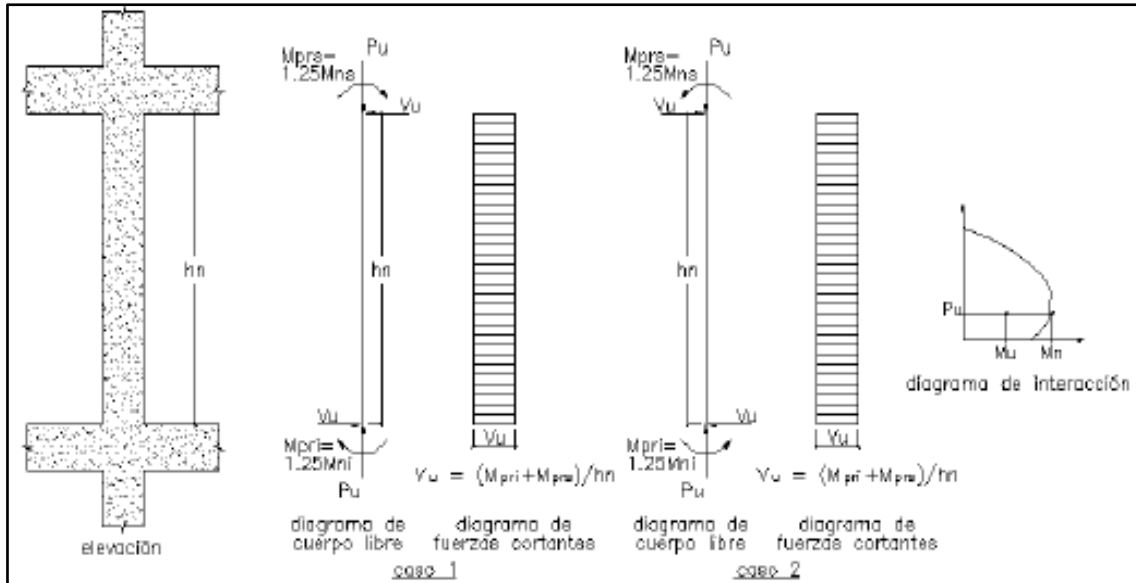 hn
elevación
Pu
Mprs=
1.25Mns
Vu
hn
Vu
Mpri=
1.25Mni
Pu
diagrama de
cuerpo libre
Vu
Vu = (Mpri+Mprs)/hn
diagrama de
fuerzas cortantes
caso 1
Pu
Mprs=
1.25Mns
Vu
hn
Vu
Mpri=
1.25Mni
Pu
diagrama de
cuerpo libre
Vu
Vu = (Mpri+Mprs)/hn
diagrama de
fuerzas cortantes
caso 2
Pu
Mu
Mn
diagrama de interacción